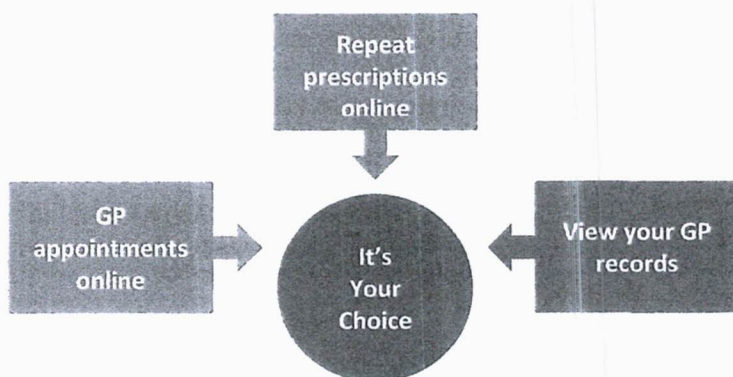 Repeat
prescriptions
online
GP
appointments
online
It's
Your
Choice
View your GP
records